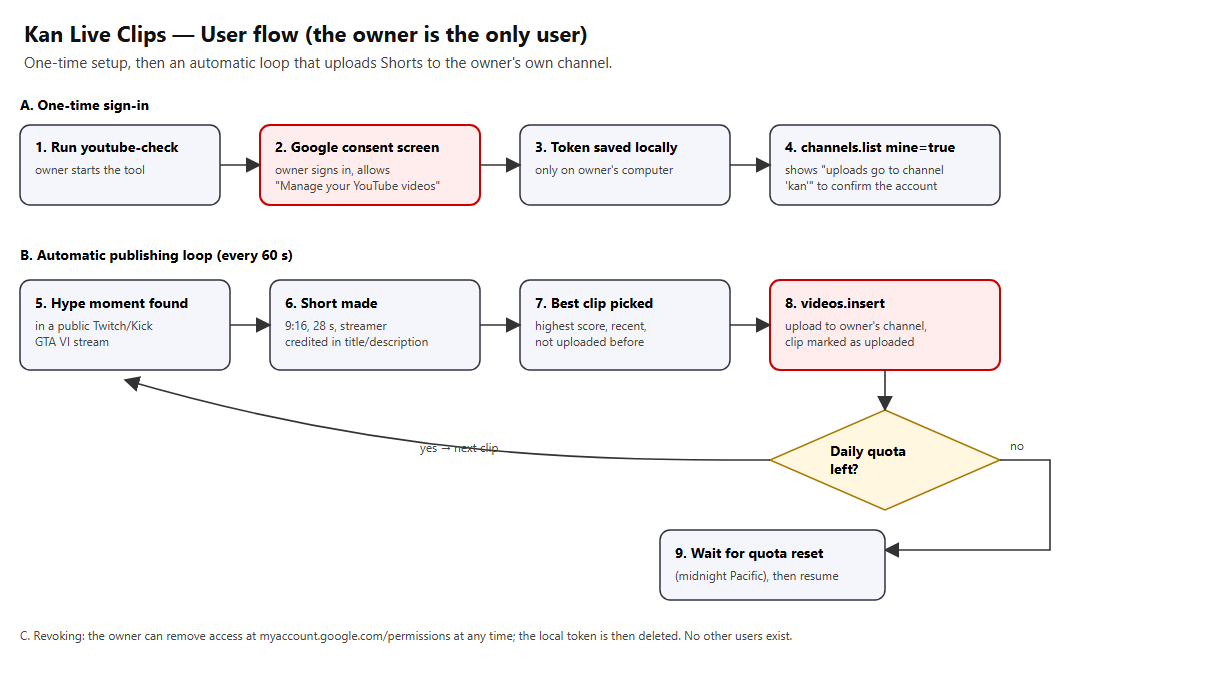 Kan Live Clips — User flow (the owner is the only user)
One-time setup, then an automatic loop that uploads Shorts to the owner's own channel.
A. One-time sign-in
1. Run youtube-check
owner starts the tool
2. Google consent screen
owner signs in, allows
"Manage your YouTube videos"
3. Token saved locally
only on owner's computer
4. channels.list mine=true
shows "uploads go to channel
'kan'" to confirm the account
B. Automatic publishing loop (every 60 s)
5. Hype moment found
in a public Twitch/Kick
GTA VI stream
6. Short made
9:16, 28 s, streamer
credited in title/description
7. Best clip picked
highest score, recent,
not uploaded before
8. videos.insert
upload to owner's channel,
clip marked as uploaded
yes → next clip
Daily quota
left?
no
9. Wait for quota reset
(midnight Pacific), then resume
C. Revoking: the owner can remove access at myaccount.google.com/permissions at any time; the local token is then deleted. No other users exist.